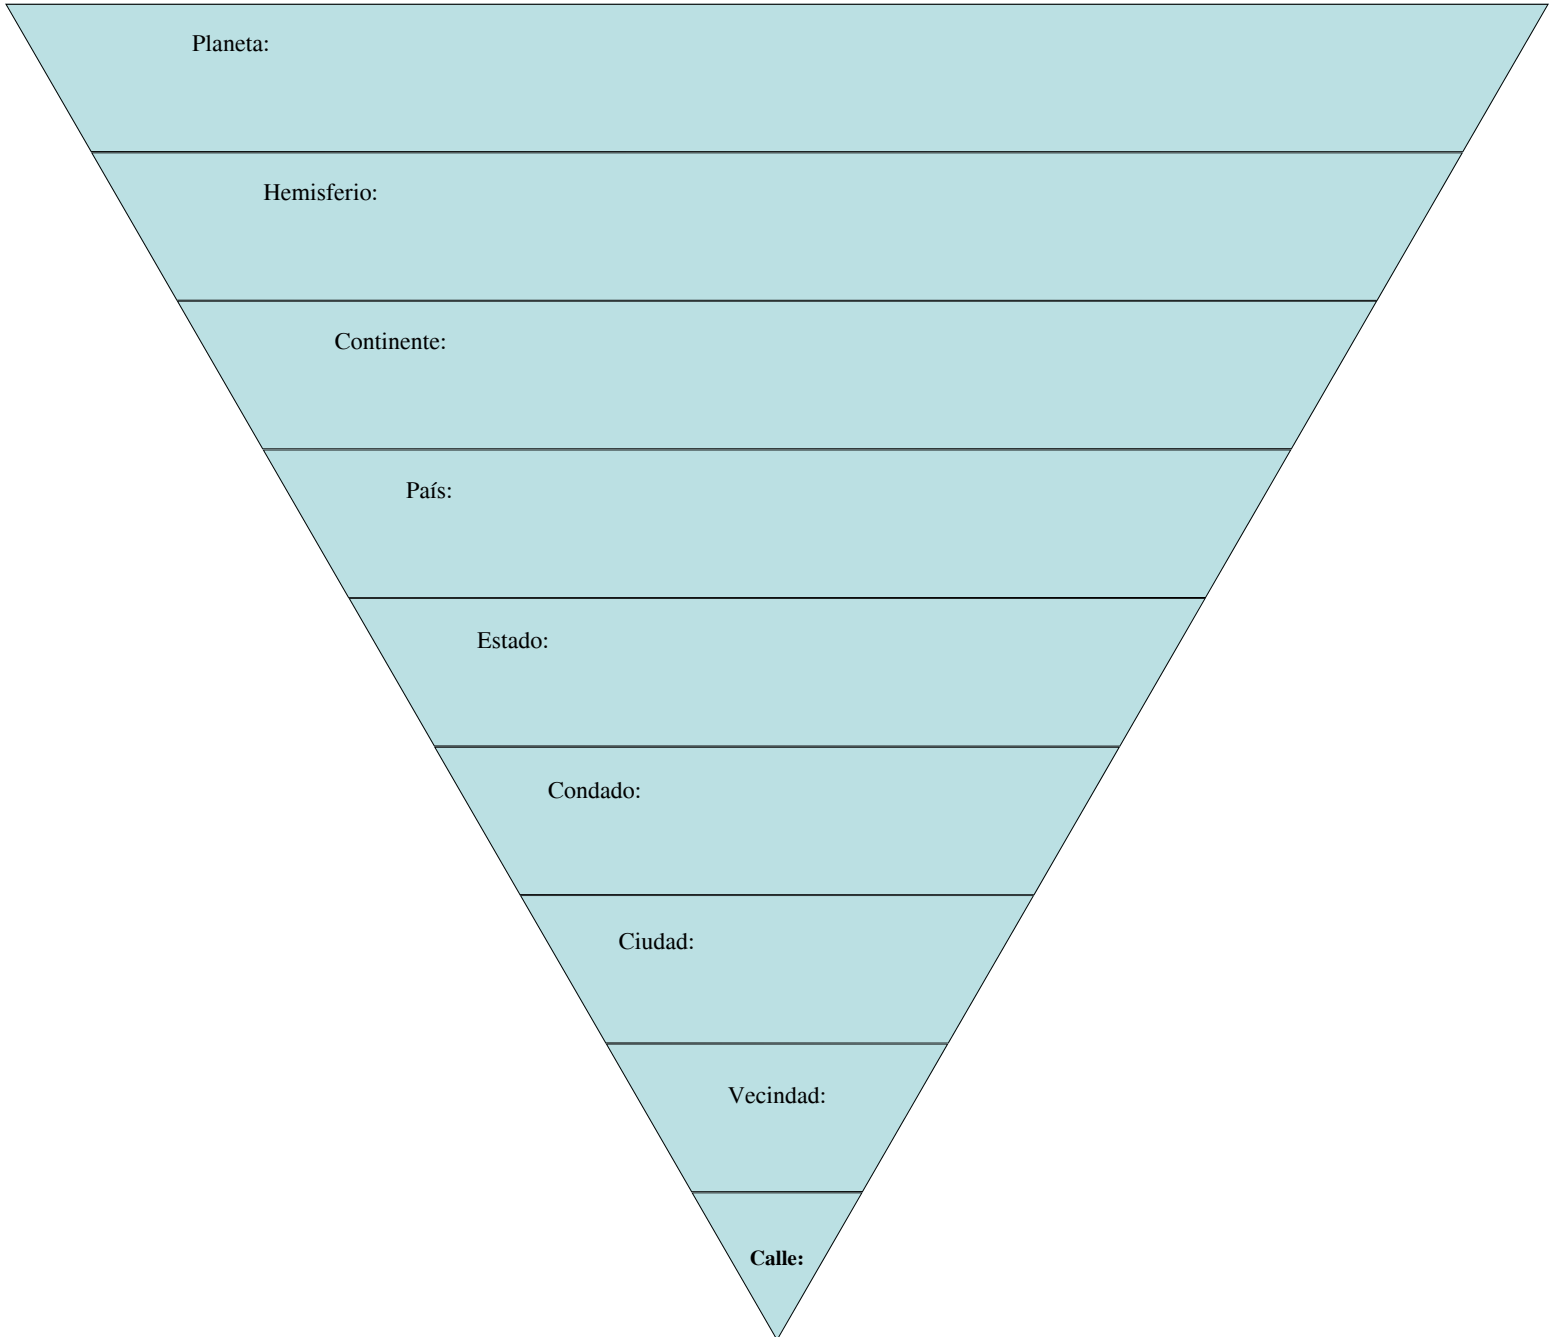 Planeta:
Hemisferio:
Continente:
País:
Estado:
Condado:
Ciudad:
Vecindad:
Calle: